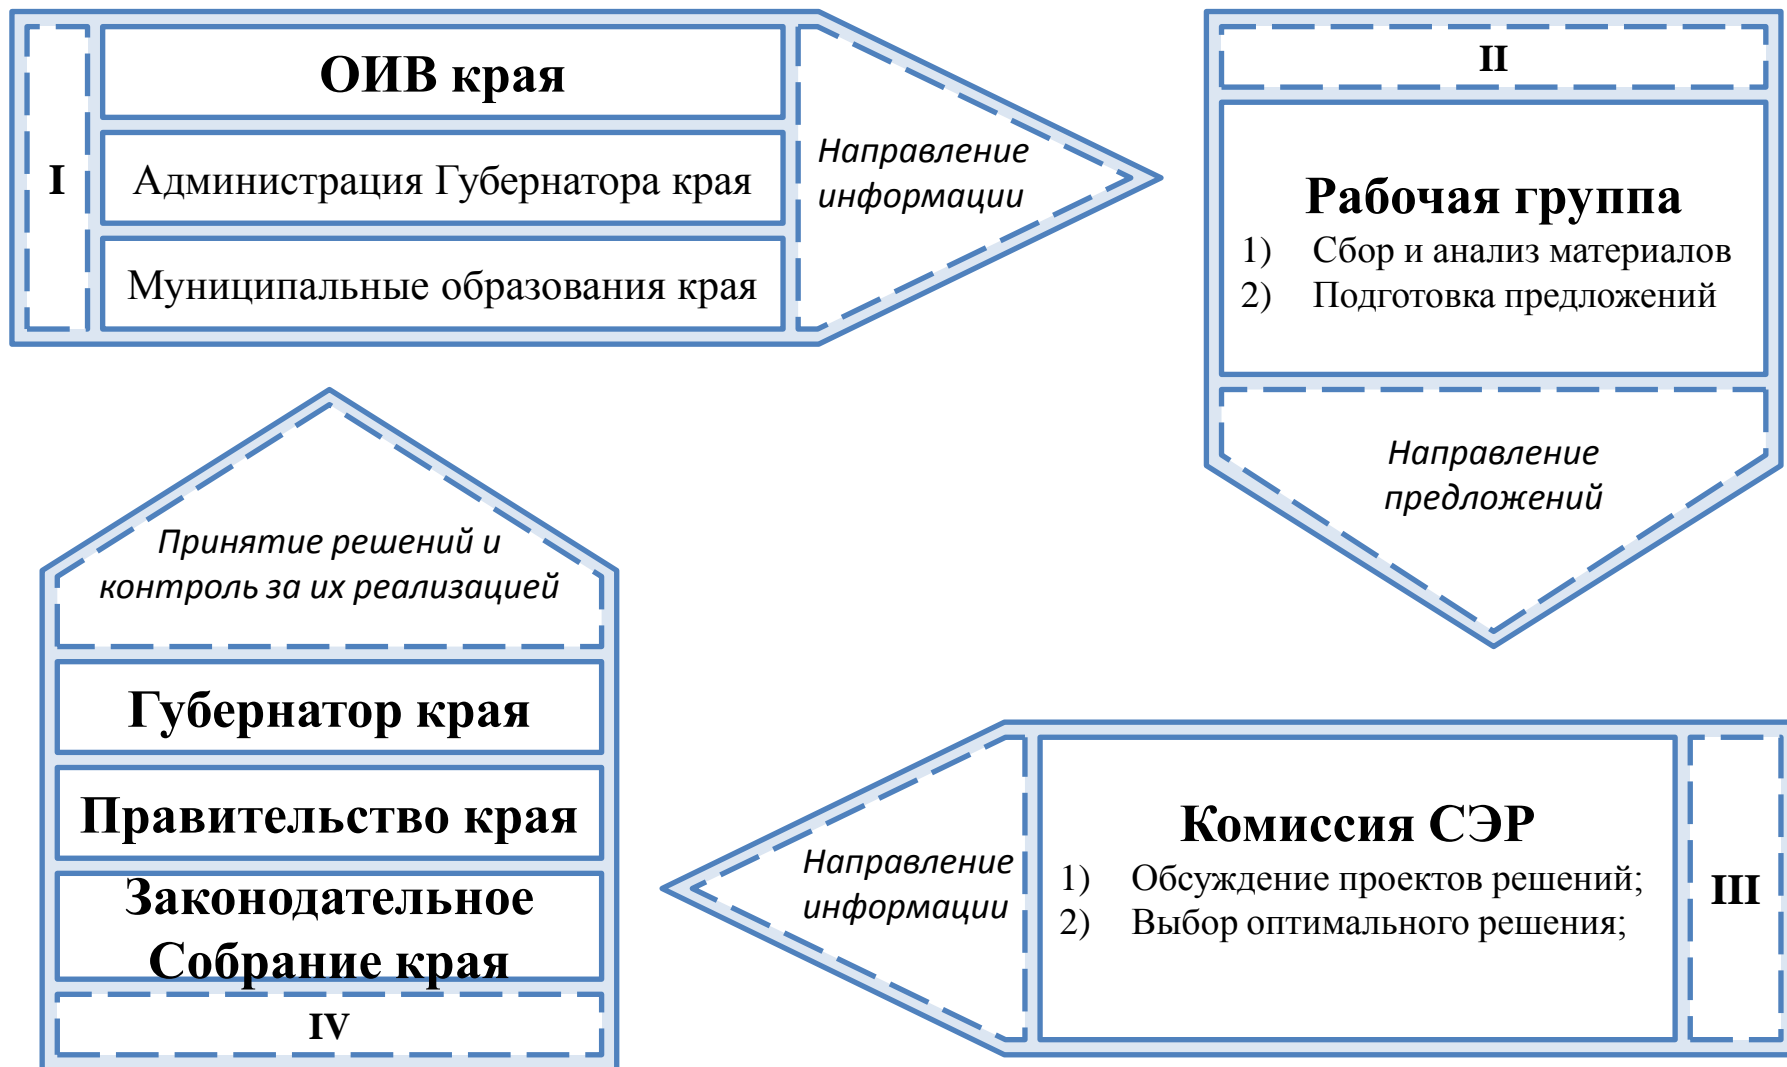 I
ОИВ края
Администрация Губернатора края
Муниципальные образования края
Направление
информации
II
Рабочая группа
1) Сбор и анализ материалов
2) Подготовка предложений
Направление
предложений
III
Комиссия СЭР
1) Обсуждение проектов решений;
2) Выбор оптимального решения;
Направление
информации
Принятие решений и
контроль за их реализацией
Губернатор края
Правительство края
Законодательное
Собрание края
IV